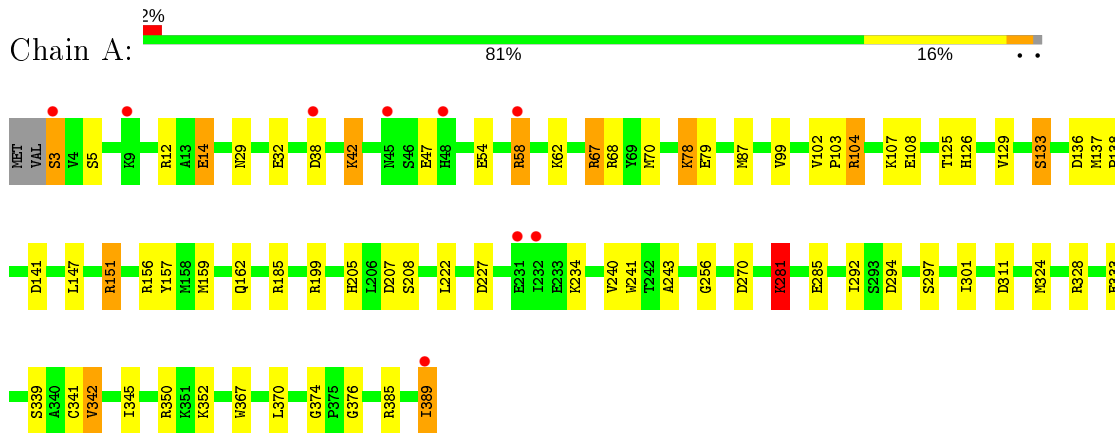 2%
Chain A:
81%
16%
MET VAL S3 V4 S5 K9 R12 A13 E14 N29 E32 D38 K42 N45 S46 E47 H48 E54 R58 K62 R67 R68 Y69 M70 K78 E79 M87 V99 V102 P103 R104 K107 E108 T125 H126 V129 S133 D136 M137
D141 L147 R151 R156 Y157 M158 M159 Q162 R185 R199 H205 L206 D207 S208 L222 D227 E231 I232 E233 K234 V240 W241 T242 A243 G256 D270 K281 E285 I292 S293 D294 S297 I301 D311 M324 R328
S339 A340 C341 V342 I345 R350 K351 K352 W367 L370 G374 P375 G376 R385 I389